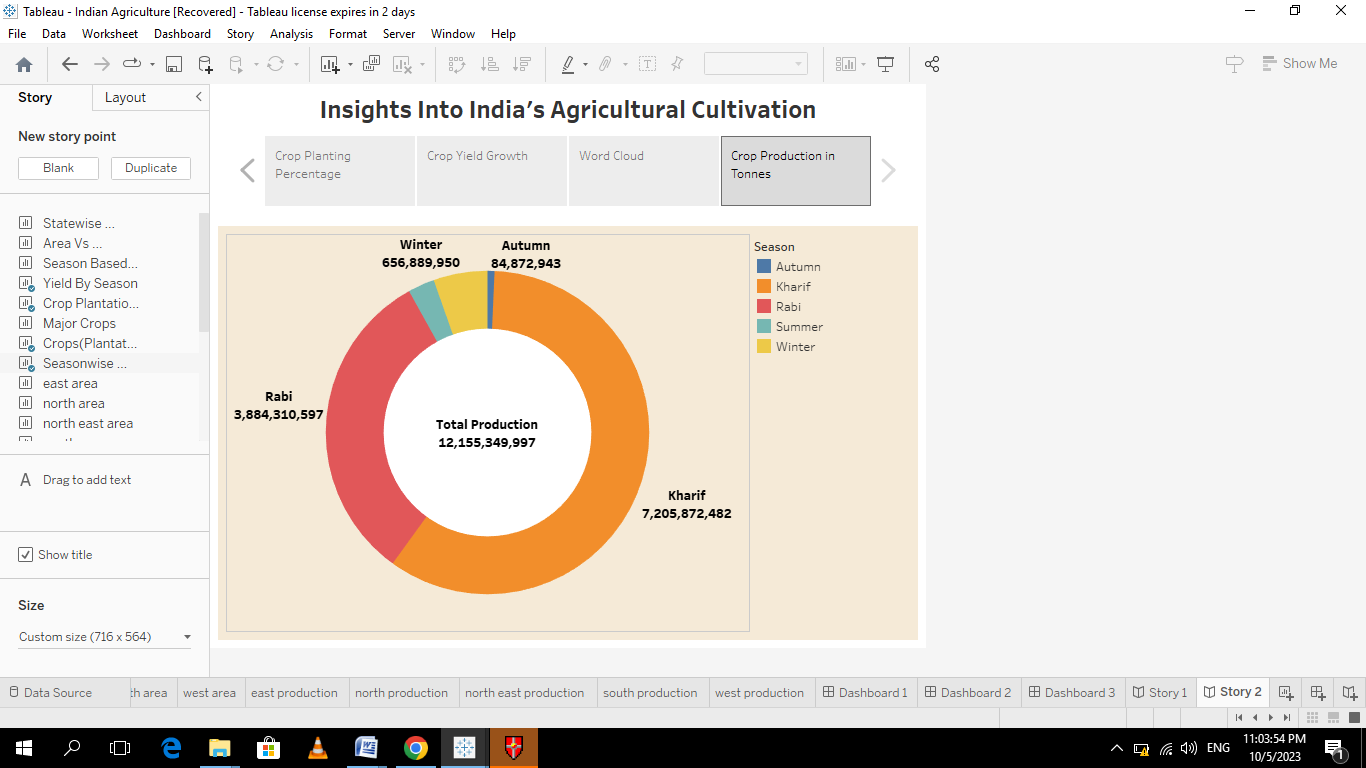 Tableau - Indian Agriculture [Recovered] - Tableau license expires in 2 days
File Data Worksheet Dashboard Story Analysis Format Server Window Help
Show Me
Story Layout
New story point
Blank Duplicate
Statewise ...
Area Vs ...
Season Based...
Yield By Season
Crop Plantatio...
Major Crops
Crops(Plantat...
Seasonwise ...
east area
north area
north east area
A Drag to add text
Show title
Size
Custom size (716 x 564)
Insights Into India's Agricultural Cultivation
Crop Planting
Percentage
Crop Yield Growth
Word Cloud
Crop Production in
Tonnes
Winter
656,889,950
Autumn
84,872,943
Rabi
3,884,310,597
Total Production
12,155,349,997
Kharif
7,205,872,482
Season
Autumn
Kharif
Rabi
Summer
Winter
Data Source area west area east production north production north east production south production west production Dashboard 1 Dashboard 2 Dashboard 3 Story 1 Story 2
ENG
11:03:54 PM
10/5/2023
1